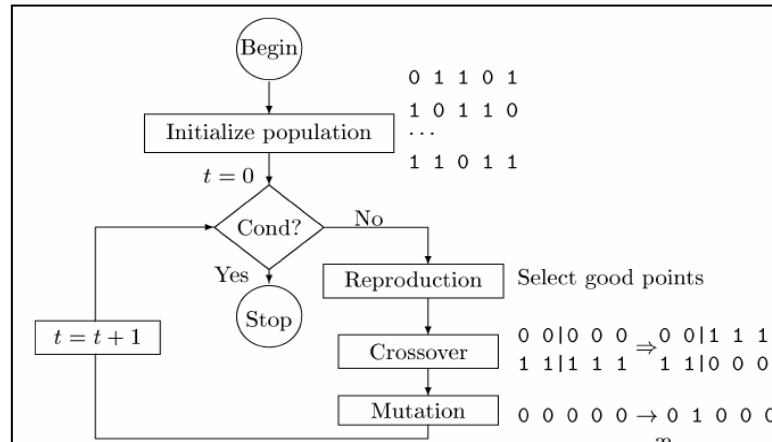 Begin
0 1 1 0 1
1 0 1 1 0
Initialize population
...
1 1 0 1 1
t = 0
Cond?
No
Yes
Reproduction
Select good points
Stop
t = t + 1
0 0|0 0 0 ⇒ 0 0|1 1 1
Crossover
1 1|1 1 1 1 1|0 0 0
Mutation
0 0 0 0 0 → 0 1 0 0 0